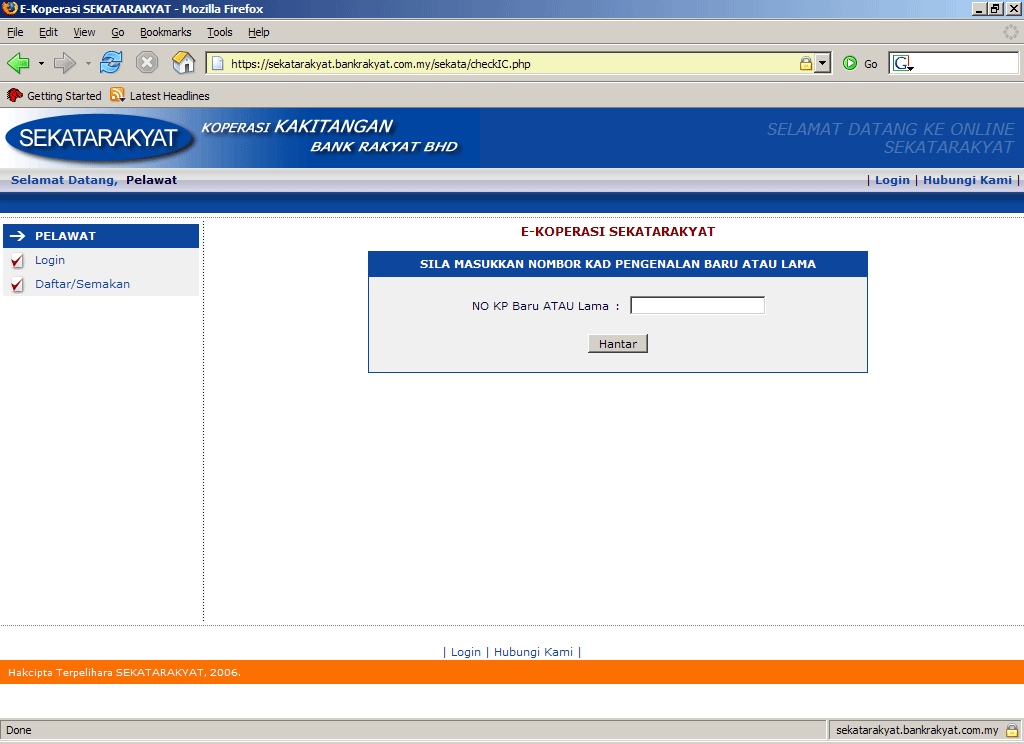 E-Koperasi SEKATARAKYAT - Mozilla Firefox
File Edit View Go Bookmarks Tools Help
https://sekatarakyat.bankrakyat.com.my/sekata/checkIC.php Go G
Getting Started Latest Headlines
SEKATARAKYAT
KOPERASI KAKITANGAN
BANK RAKYAT BHD
SELAMAT DATANG KE ONLINE
SEKATARAKYAT
Selamat Datang, Pelawat
| Login | Hubungi Kami |
PELAWAT
Login
Daftar/Semakan
E-KOPERASI SEKATARAKYAT
SILA MASUKKAN NOMBOR KAD PENGENALAN BARU ATAU LAMA
NO KP Baru ATAU Lama :
Hantar
| Login | Hubungi Kami |
Hakcipta Terpelihara SEKATARAKYAT, 2006.
Done
sekatarakyat.bankrakyat.com.my